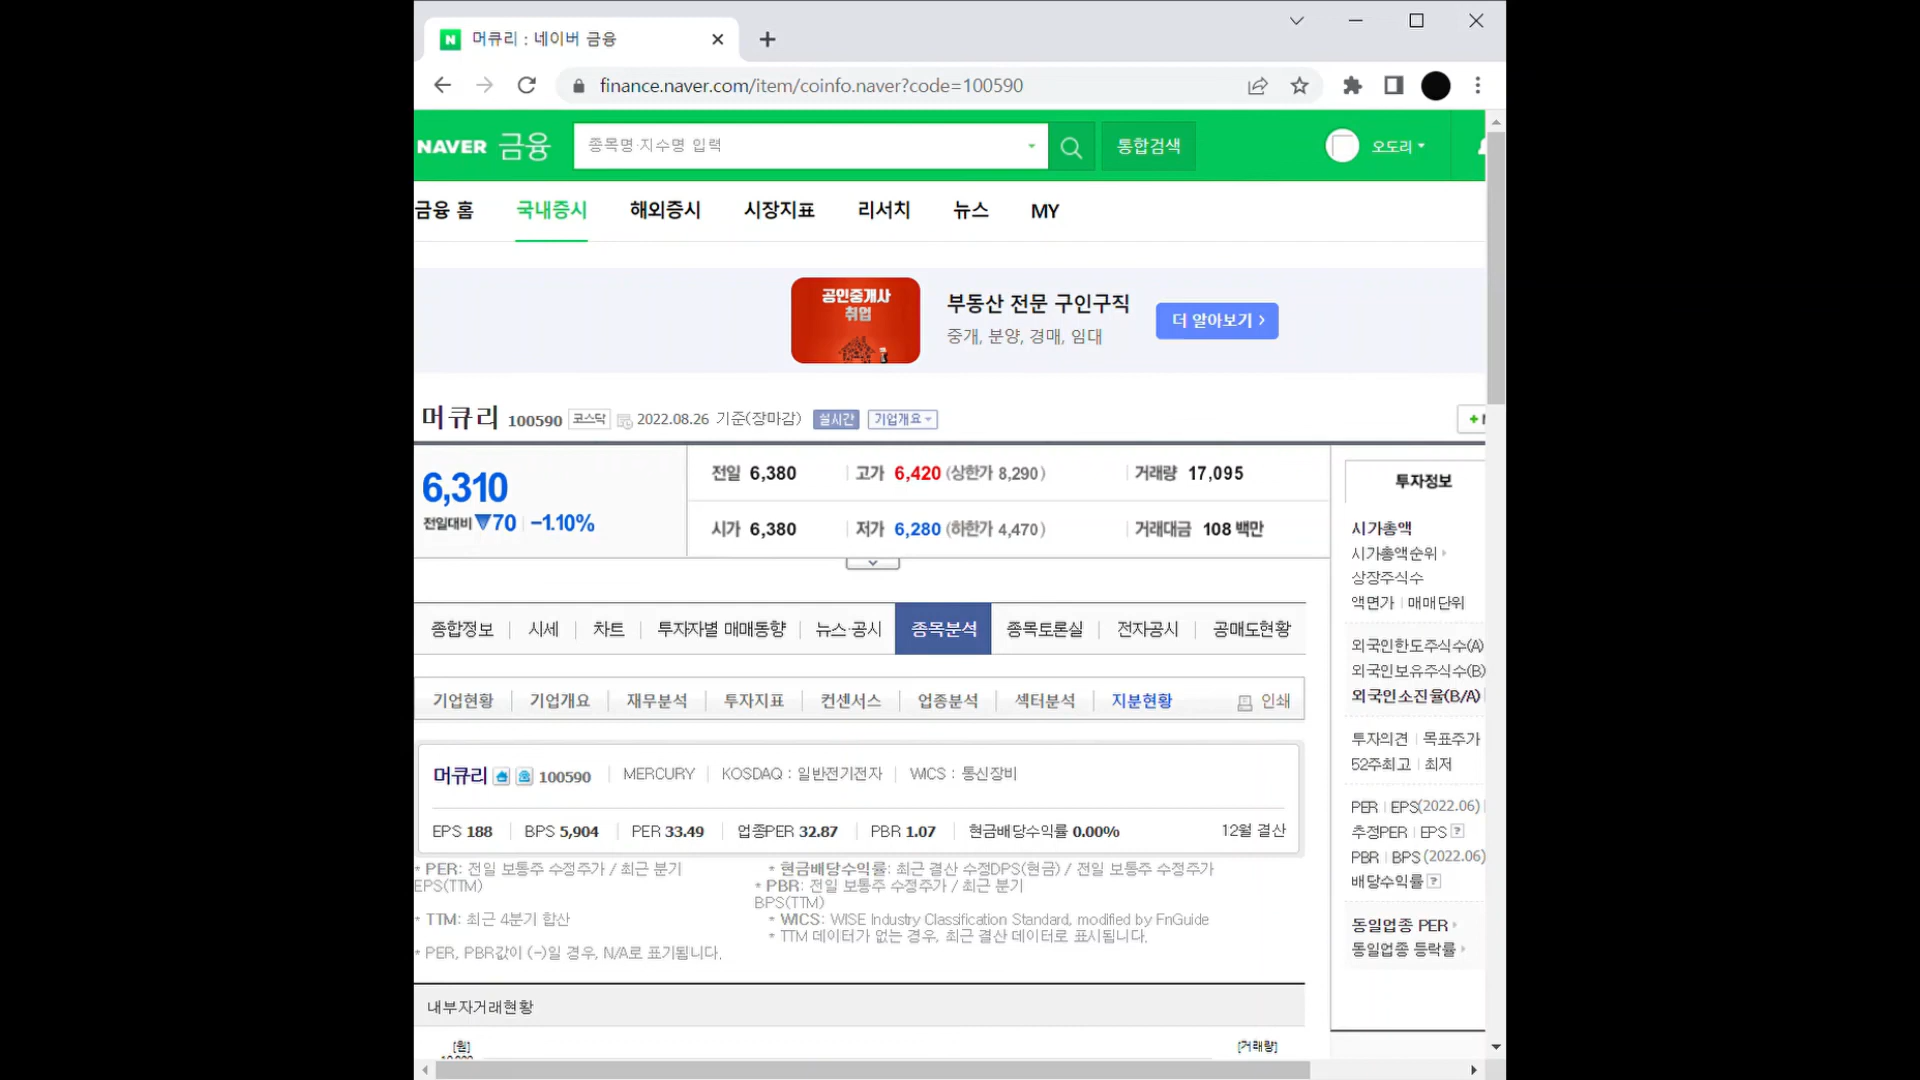 머큐리 : 네이버 금융
finance.naver.com/item/coinfo.naver?code=100590
NAVER 금융 종목명·지수명 입력 통합검색 오도리
금융 홈 국내증시 해외증시 시장지표 리서치 뉴스 MY
공인중개사
취업
부동산 전문 구인구직
중개, 분양, 경매, 임대
더 알아보기
머큐리 100590 코스닥 2022.08.26 기준(장마감) 실시간 기업개요
6,310
전일대비 ▼70 -1.10%
전일 6,380 고가 6,420 (상한가 8,290) 거래량 17,095
시가 6,380 저가 6,280 (하한가 4,470) 거래대금 108 백만
종합정보 시세 차트 투자자별 매매동향 뉴스·공시 종목분석 종목토론실 전자공시 공매도현황
기업현황 기업개요 재무분석 투자지표 컨센서스 업종분석 섹터분석 지분현황 인쇄
머큐리 100590 MERCURY KOSDAQ : 일반전기전자 WICS : 통신장비
EPS 188 BPS 5,904 PER 33.49 업종PER 32.87 PBR 1.07 현금배당수익률 0.00% 12월 결산
* PER: 전일 보통주 수정주가 / 최근 분기
EPS(TTM)
* TTM: 최근 4분기 합산
* PER, PBR값이 (-)일 경우, N/A로 표기됩니다.
* 현금배당수익률: 최근 결산 수정DPS(현금) / 전일 보통주 수정주가
* PBR: 전일 보통주 수정주가 / 최근 분기
BPS(TTM)
* WICS: WISE Industry Classification Standard, modified by FnGuide
* TTM 데이터가 없는 경우, 최근 결산 데이터로 표시됩니다.
내부자거래현황
[원] [거래량]
투자정보
시가총액
시가총액순위
상장주식수
액면가 매매단위
외국인한도주식수(A)
외국인보유주식수(B)
외국인소진율(B/A)
투자의견 목표주가
52주최고 최저
PER EPS(2022.06)
추정PER EPS ?
PBR BPS (2022.06)
배당수익률 ?
동일업종 PER
동일업종 등락률